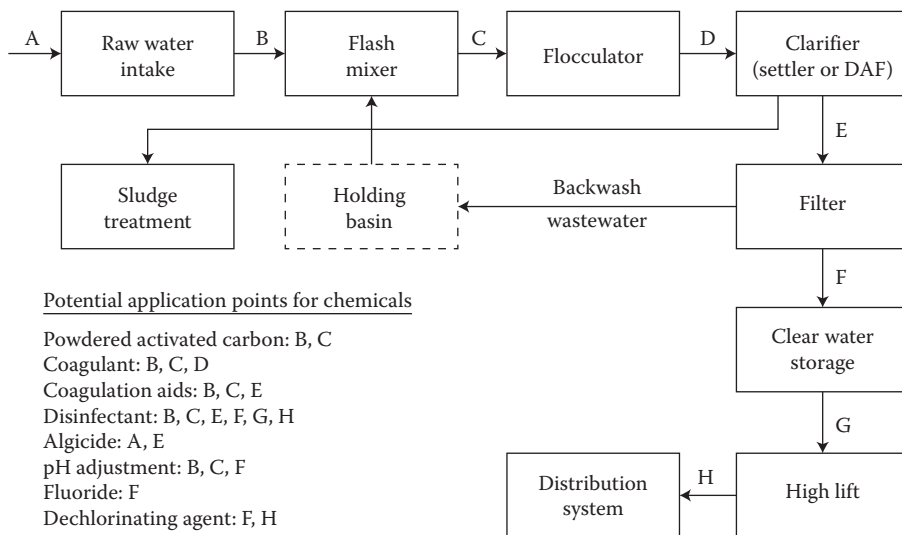 A
Raw water
intake
B
Flash
mixer
C
Flocculator
D
Clarifier
(settler or DAF)
E
Sludge
treatment
Holding
basin
Backwash
wastewater
Filter
F
Clear water
storage
G
High lift
H
Distribution
system
Potential application points for chemicals
Powdered activated carbon: B, C
Coagulant: B, C, D
Coagulation aids: B, C, E
Disinfectant: B, C, E, F, G, H
Algicide: A, E
pH adjustment: B, C, F
Fluoride: F
Dechlorinating agent: F, H